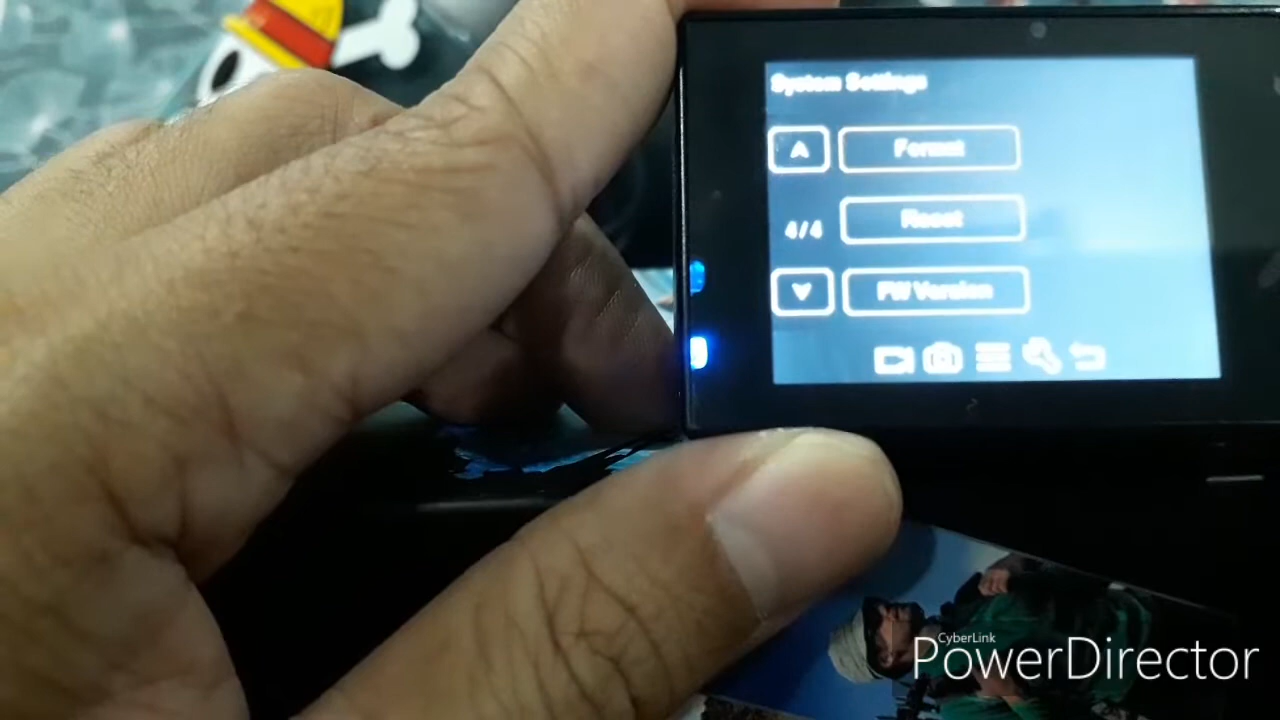 System Settings
Format
4/4
Reset
FW Version
CyberLink
PowerDirector